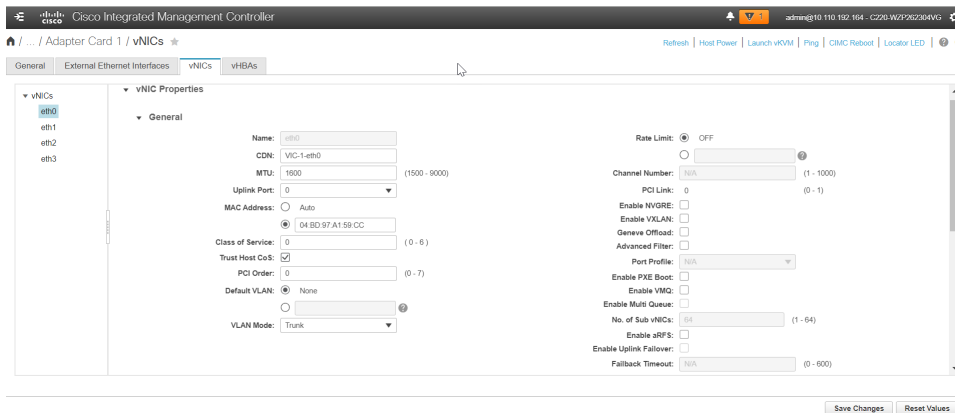 cisco Cisco Integrated Management Controller 1 admin@10.110.192.164 - C220-WZP262304VG
/ ... / Adapter Card 1 / vNICs Refresh | Host Power | Launch vKVM | Ping | CIMC Reboot | Locator LED | ?
General External Ethernet Interfaces vNICs vHBAs
vNICs
eth0
eth1
eth2
eth3
vNIC Properties
General
Name: eth0
CDN: VIC-1-eth0
MTU: 1600 (1500 - 9000)
Uplink Port: 0
MAC Address: Auto
04:BD:97:A1:59:CC
Class of Service: 0 ( 0 - 6 )
Trust Host CoS:
PCI Order: 0 (0 - 7)
Default VLAN: None
?
VLAN Mode: Trunk
Rate Limit: OFF
?
Channel Number: N/A (1 - 1000)
PCI Link: 0 (0 - 1)
Enable NVGRE:
Enable VXLAN:
Geneve Offload:
Advanced Filter:
Port Profile: N/A
Enable PXE Boot:
Enable VMQ:
Enable Multi Queue:
No. of Sub vNICs: 64 (1 - 64)
Enable aRFS:
Enable Uplink Failover:
Failback Timeout: N/A (0 - 600)
Save Changes Reset Values